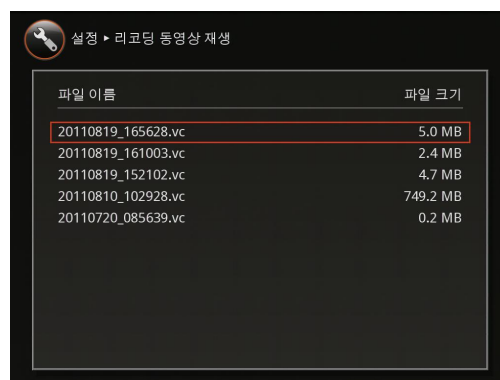 설정 ▸ 리코딩 동영상 재생
파일 이름 파일 크기
20110819_165628.vc 5.0 MB
20110819_161003.vc 2.4 MB
20110819_152102.vc 4.7 MB
20110810_102928.vc 749.2 MB
20110720_085639.vc 0.2 MB